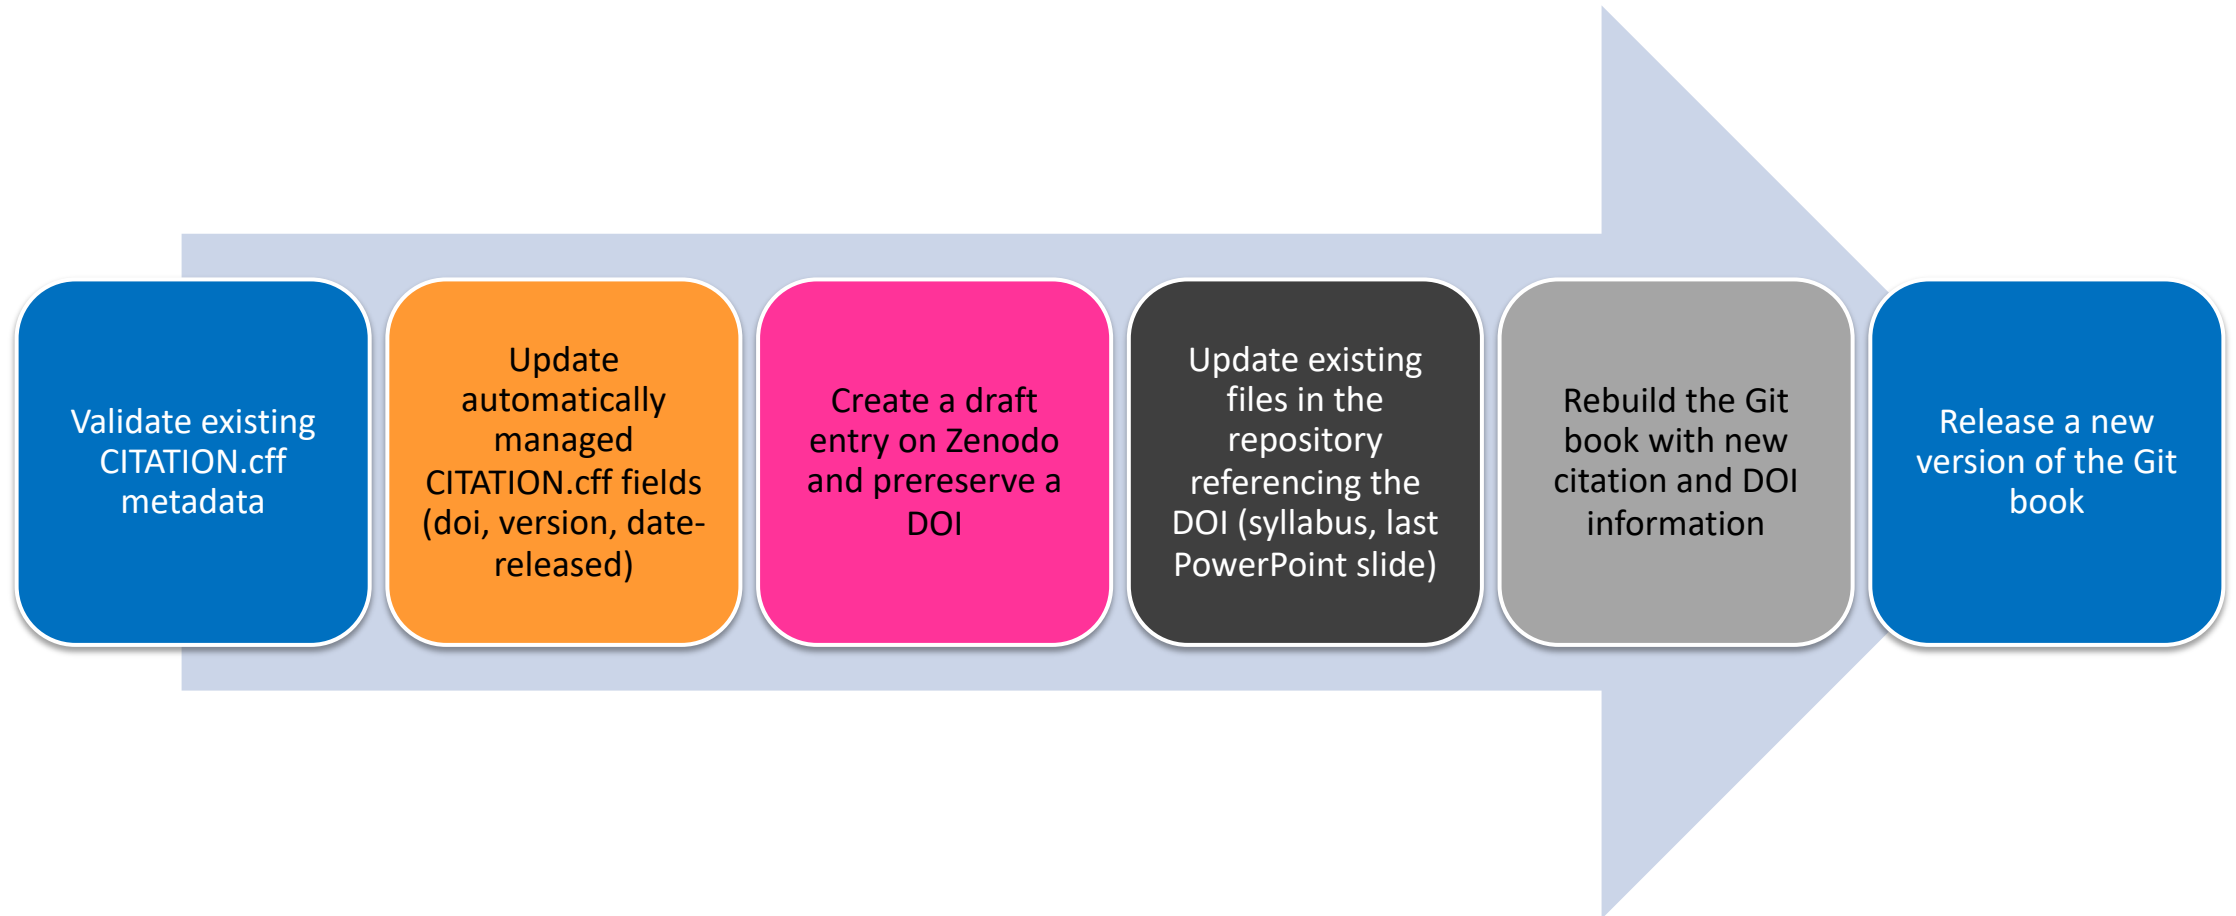 Validate existing
CITATION.cff
metadata
Update
automatically
managed
CITATION.cff fields
(doi, version, date-
released)
Create a draft
entry on Zenodo
and prereserve a
DOI
Update existing
files in the
repository
referencing the
DOI (syllabus, last
PowerPoint slide)
Rebuild the Git
book with new
citation and DOI
information
Release a new
version of the Git
book